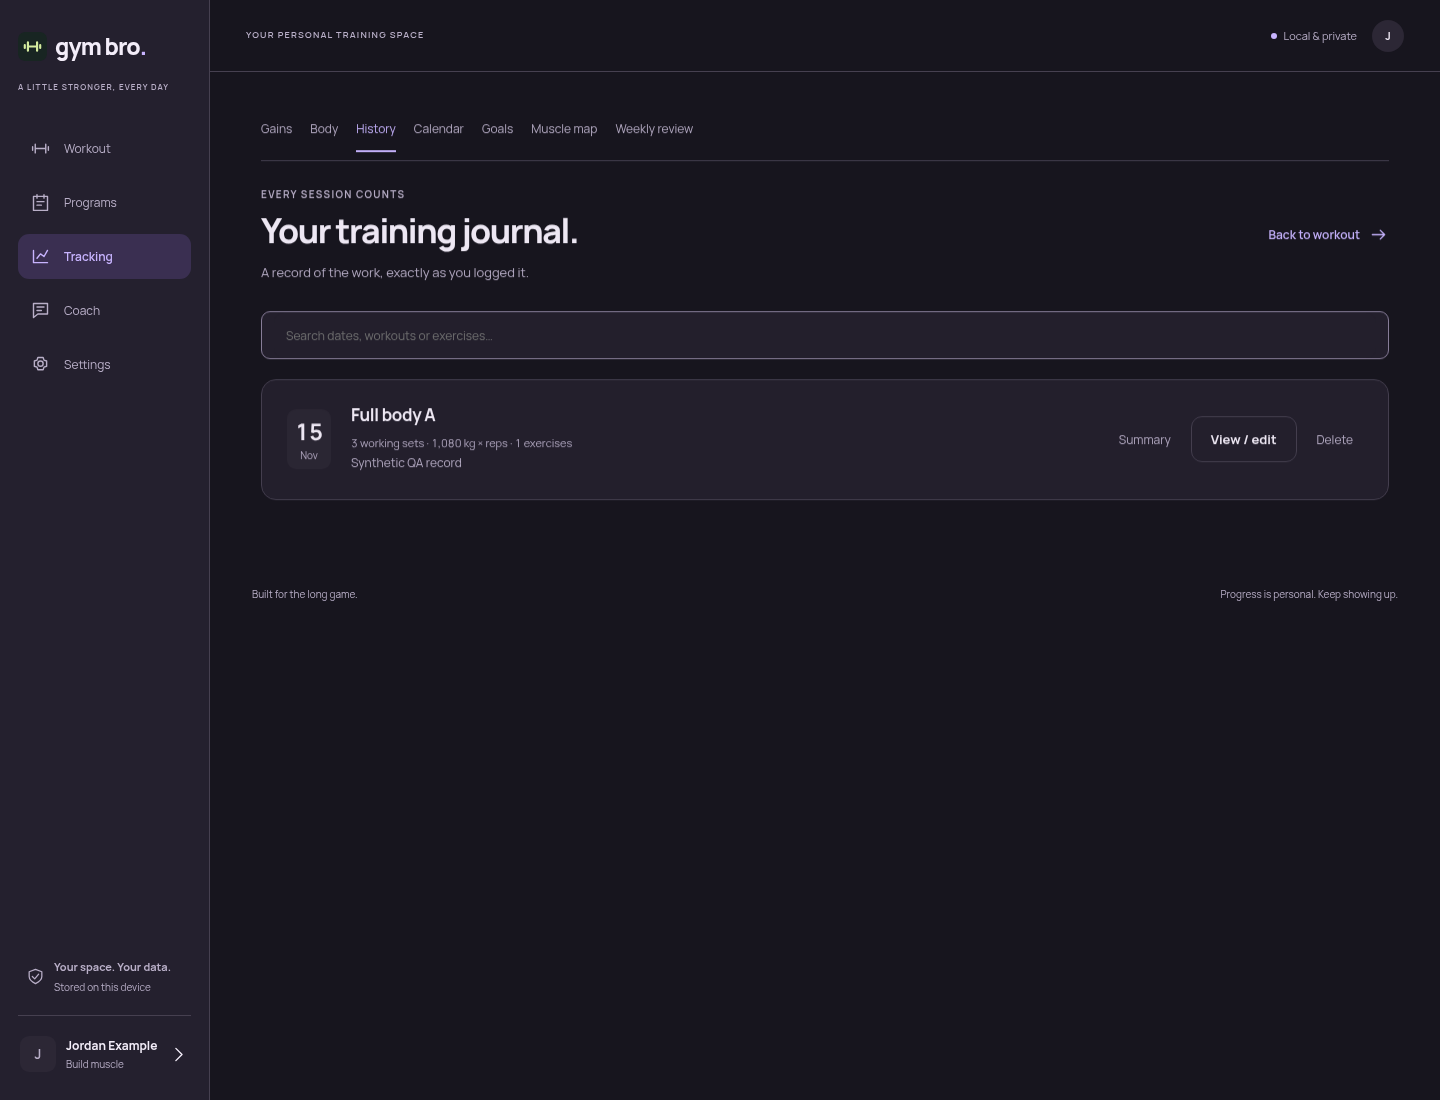 gym bro.
A LITTLE STRONGER, EVERY DAY
Workout
Programs
Tracking
Coach
Settings
Your space. Your data.
Stored on this device
J
Jordan Example
Build muscle
YOUR PERSONAL TRAINING SPACE
Local & private
J
Gains Body History Calendar Goals Muscle map Weekly review
EVERY SESSION COUNTS
Your training journal.
Back to workout
A record of the work, exactly as you logged it.
Search dates, workouts or exercises…
15
Nov
Full body A
3 working sets · 1,080 kg × reps · 1 exercises
Synthetic QA record
Summary
View / edit
Delete
Built for the long game.
Progress is personal. Keep showing up.